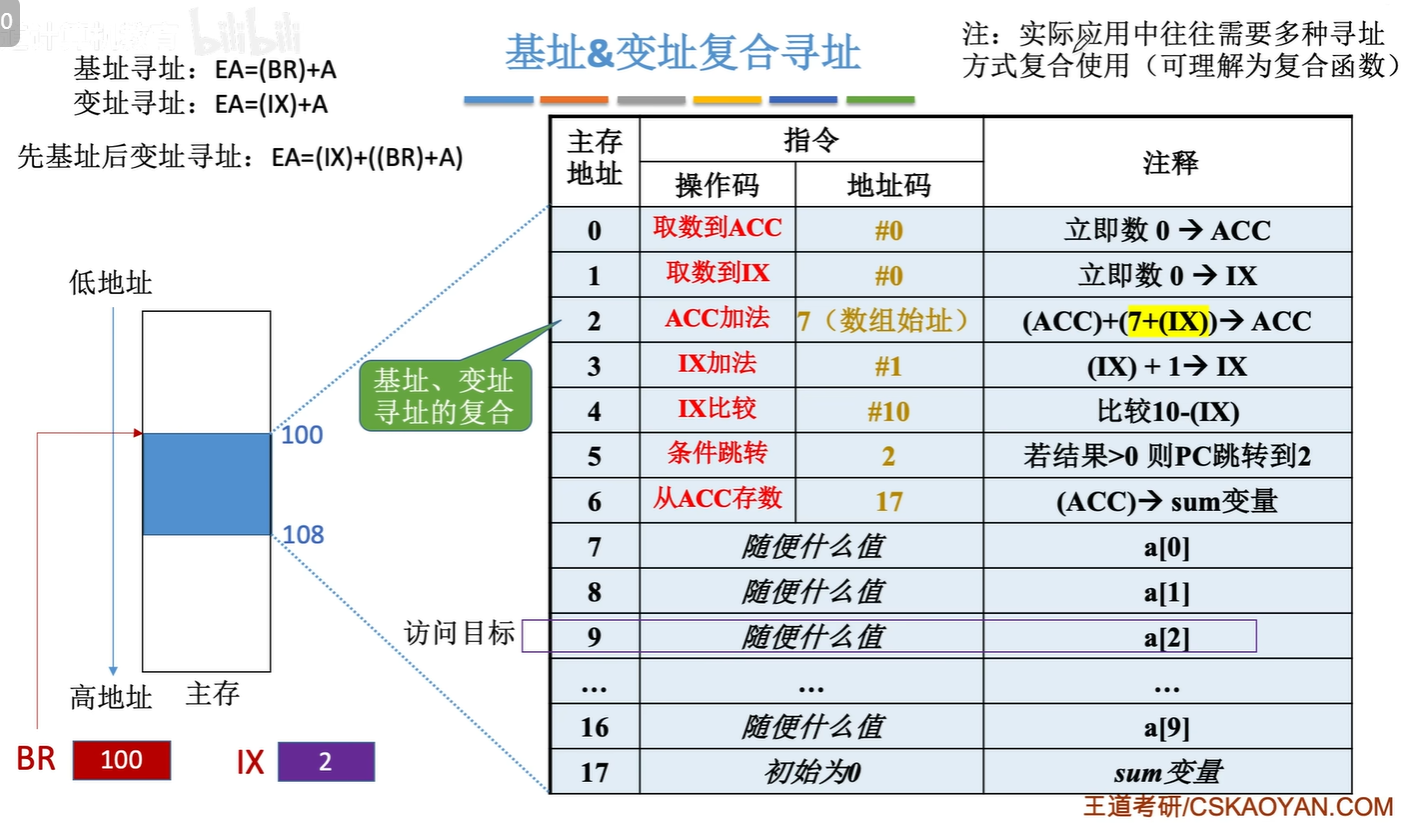 0
bilibili
基址寻址：EA=(BR)+A
变址寻址：EA=(IX)+A
先基址后变址寻址：EA=(IX)+((BR)+A)
基址&变址复合寻址
注：实际应用中往往需要多种寻址
方式复合使用（可理解为复合函数）
低地址
100
108
高地址
主存
BR 100
IX 2
基址、变址
寻址的复合
访问目标
主存地址 指令 注释
操作码 地址码
0 取数到ACC #0 立即数 0 → ACC
1 取数到IX #0 立即数 0 → IX
2 ACC加法 7（数组始址） (ACC)+(7+(IX))→ ACC
3 IX加法 #1 (IX) + 1→ IX
4 IX比较 #10 比较10-(IX)
5 条件跳转 2 若结果>0 则PC跳转到2
6 从ACC存数 17 (ACC)→ sum变量
7 随便什么值 a[0]
8 随便什么值 a[1]
9 随便什么值 a[2]
... ... ...
16 随便什么值 a[9]
17 初始为0 sum变量
王道考研/CSKAOYAN.COM